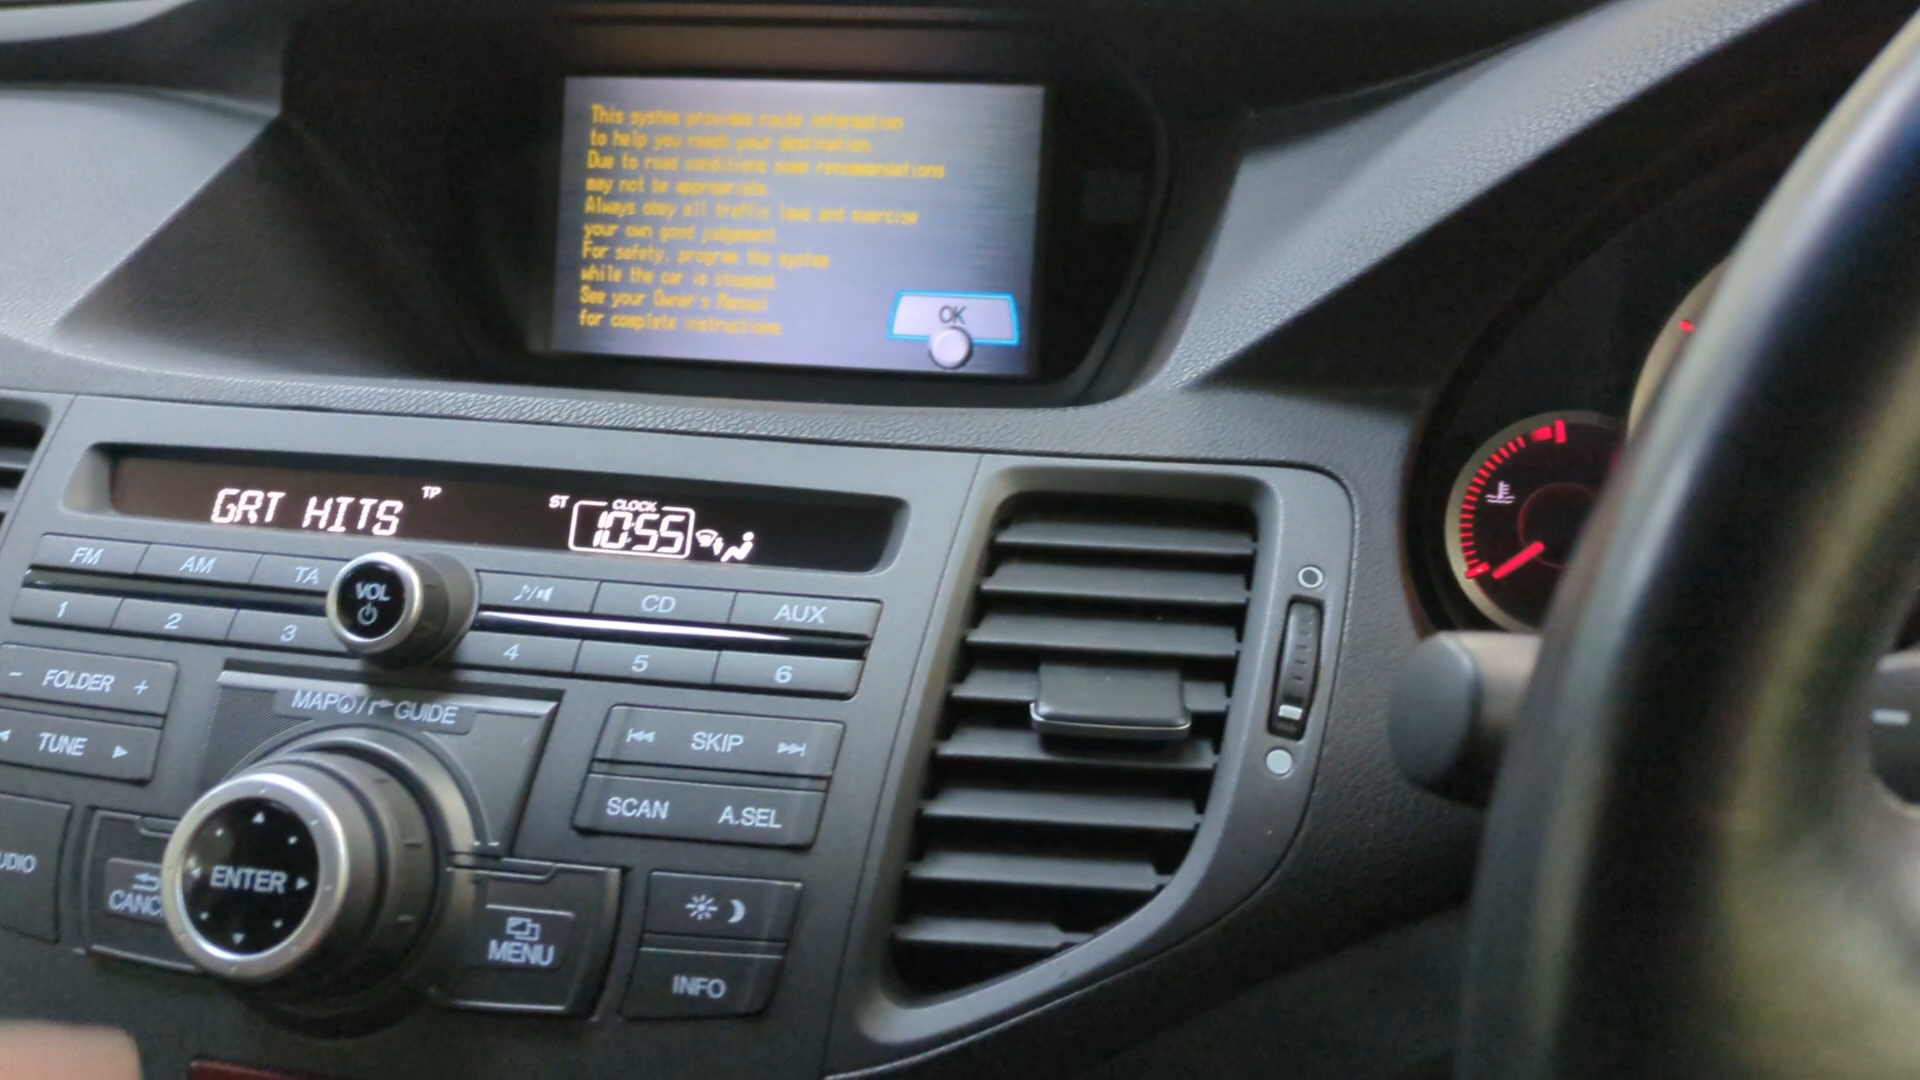 This system provides route information
to help you reach your destination.
Due to road conditions some recommendations
may not be appropriate.
Always obey all traffic laws and exercise
your own good judgement.
For safety, program the system
while the car is stopped.
See your Owner's Manual
for complete instructions.
OK
GRT HITS TP ST CLOCK 10:55
FM AM TA VOL CD AUX
1 2 3 4 5 6
- FOLDER +
MAP / GUIDE
TUNE
SKIP
SCAN A.SEL
ENTER
MENU
INFO